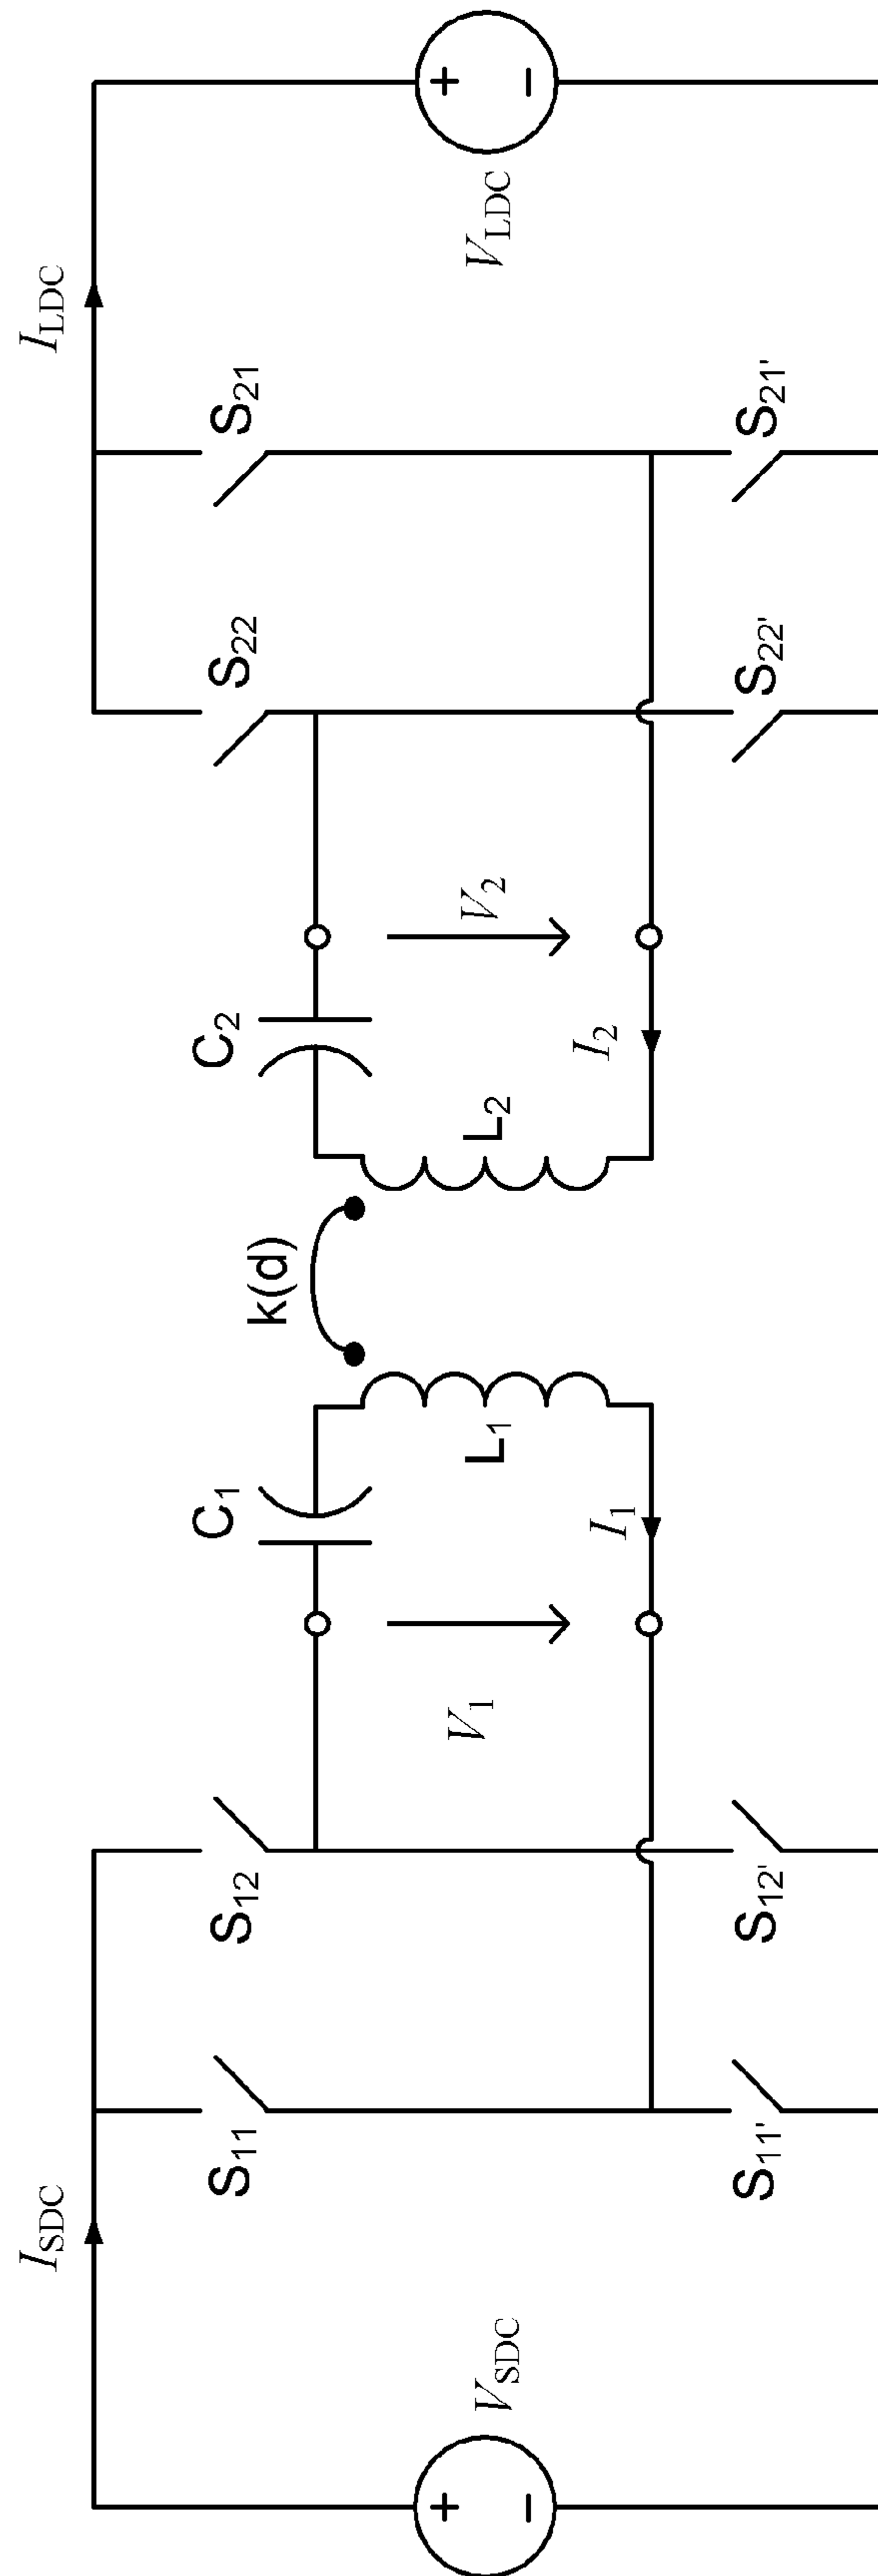 I_SDC
I_LDC
S₁₁
S₁₂
C₁
k(d)
C₂
S₂₂
S₂₁
+
−
V_SDC
V₁
L₁
L₂
V₂
V_LDC
+
−
I₁
I₂
S₁₁'
S₁₂'
S₂₂'
S₂₁'